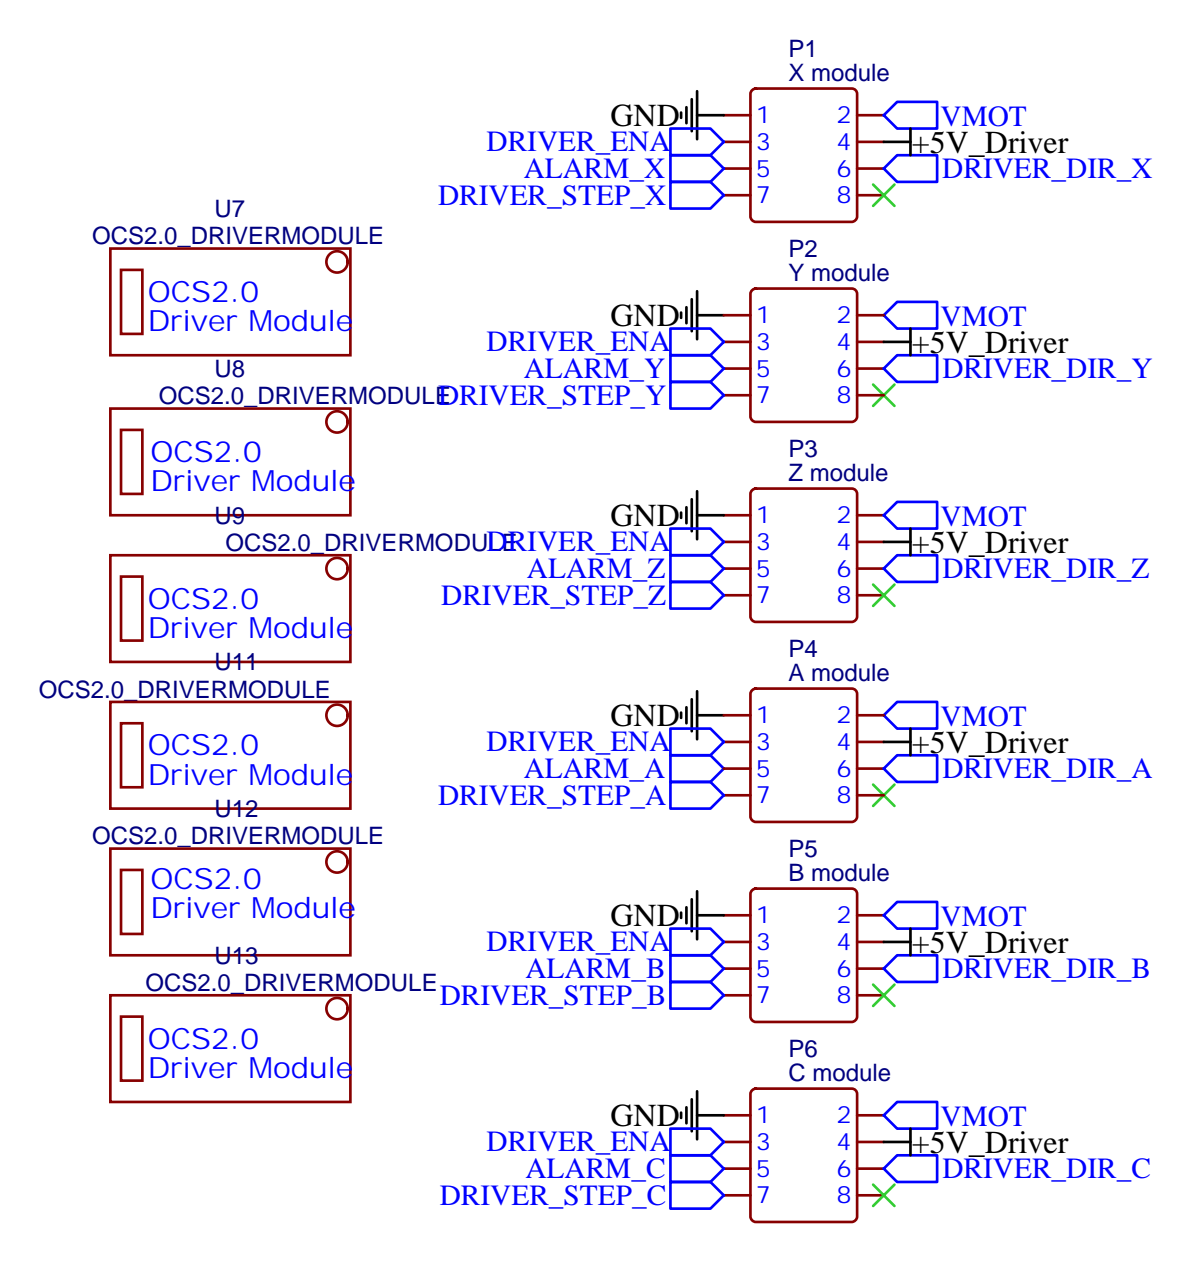 U7
OCS2.0_DRIVERMODULE
OCS2.0
Driver Module
U8
OCS2.0_DRIVERMODULE
OCS2.0
Driver Module
U9
OCS2.0_DRIVERMODULE
OCS2.0
Driver Module
U11
OCS2.0_DRIVERMODULE
OCS2.0
Driver Module
U12
OCS2.0_DRIVERMODULE
OCS2.0
Driver Module
U13
OCS2.0_DRIVERMODULE
OCS2.0
Driver Module
P1
X module
GND 1 2 VMOT
DRIVER_ENA 3 4 +5V_Driver
ALARM_X 5 6 DRIVER_DIR_X
DRIVER_STEP_X 7 8
P2
Y module
GND 1 2 VMOT
DRIVER_ENA 3 4 +5V_Driver
ALARM_Y 5 6 DRIVER_DIR_Y
DRIVER_STEP_Y 7 8
P3
Z module
GND 1 2 VMOT
DRIVER_ENA 3 4 +5V_Driver
ALARM_Z 5 6 DRIVER_DIR_Z
DRIVER_STEP_Z 7 8
P4
A module
GND 1 2 VMOT
DRIVER_ENA 3 4 +5V_Driver
ALARM_A 5 6 DRIVER_DIR_A
DRIVER_STEP_A 7 8
P5
B module
GND 1 2 VMOT
DRIVER_ENA 3 4 +5V_Driver
ALARM_B 5 6 DRIVER_DIR_B
DRIVER_STEP_B 7 8
P6
C module
GND 1 2 VMOT
DRIVER_ENA 3 4 +5V_Driver
ALARM_C 5 6 DRIVER_DIR_C
DRIVER_STEP_C 7 8